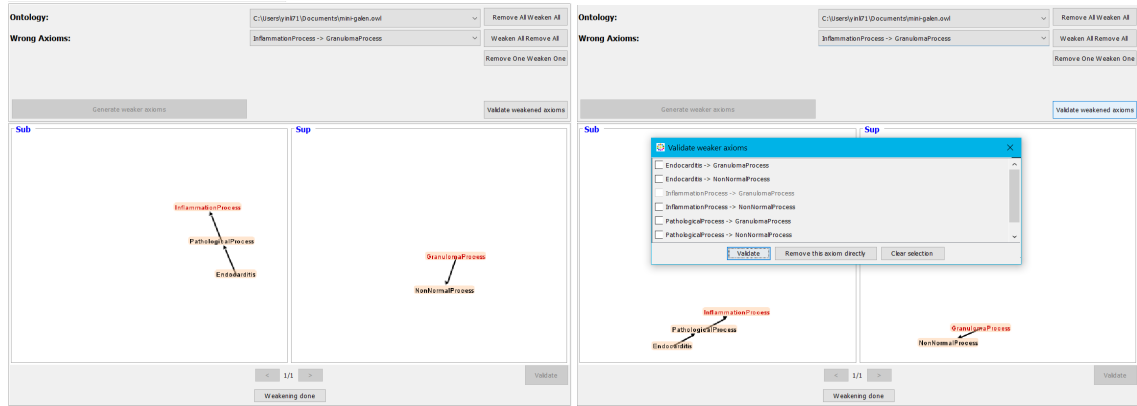 Ontology:
C:\Users\yinli71\Documents\mini-galen.owl
Remove All Weaken All
Wrong Axioms:
InflammationProcess -> GranulomaProcess
Weaken All Remove All
Remove One Weaken One
Generate weaker axioms
Validate weakened axioms
Sub
Sup
InflammationProcess
PathologicalProcess
Endocarditis
GranulomaProcess
NonNormalProcess
< 1/1 >
Validate
Weakening done
Ontology:
C:\Users\yinli71\Documents\mini-galen.owl
Remove All Weaken All
Wrong Axioms:
InflammationProcess -> GranulomaProcess
Weaken All Remove All
Remove One Weaken One
Generate weaker axioms
Validate weakened axioms
Sub
Sup
Validate weaker axioms
Endocarditis -> GranulomaProcess
Endocarditis -> NonNormalProcess
InflammationProcess -> GranulomaProcess
InflammationProcess -> NonNormalProcess
PathologicalProcess -> GranulomaProcess
PathologicalProcess -> NonNormalProcess
Validate
Remove this axiom directly
Clear selection
InflammationProcess
PathologicalProcess
Endocarditis
GranulomaProcess
NonNormalProcess
< 1/1 >
Validate
Weakening done